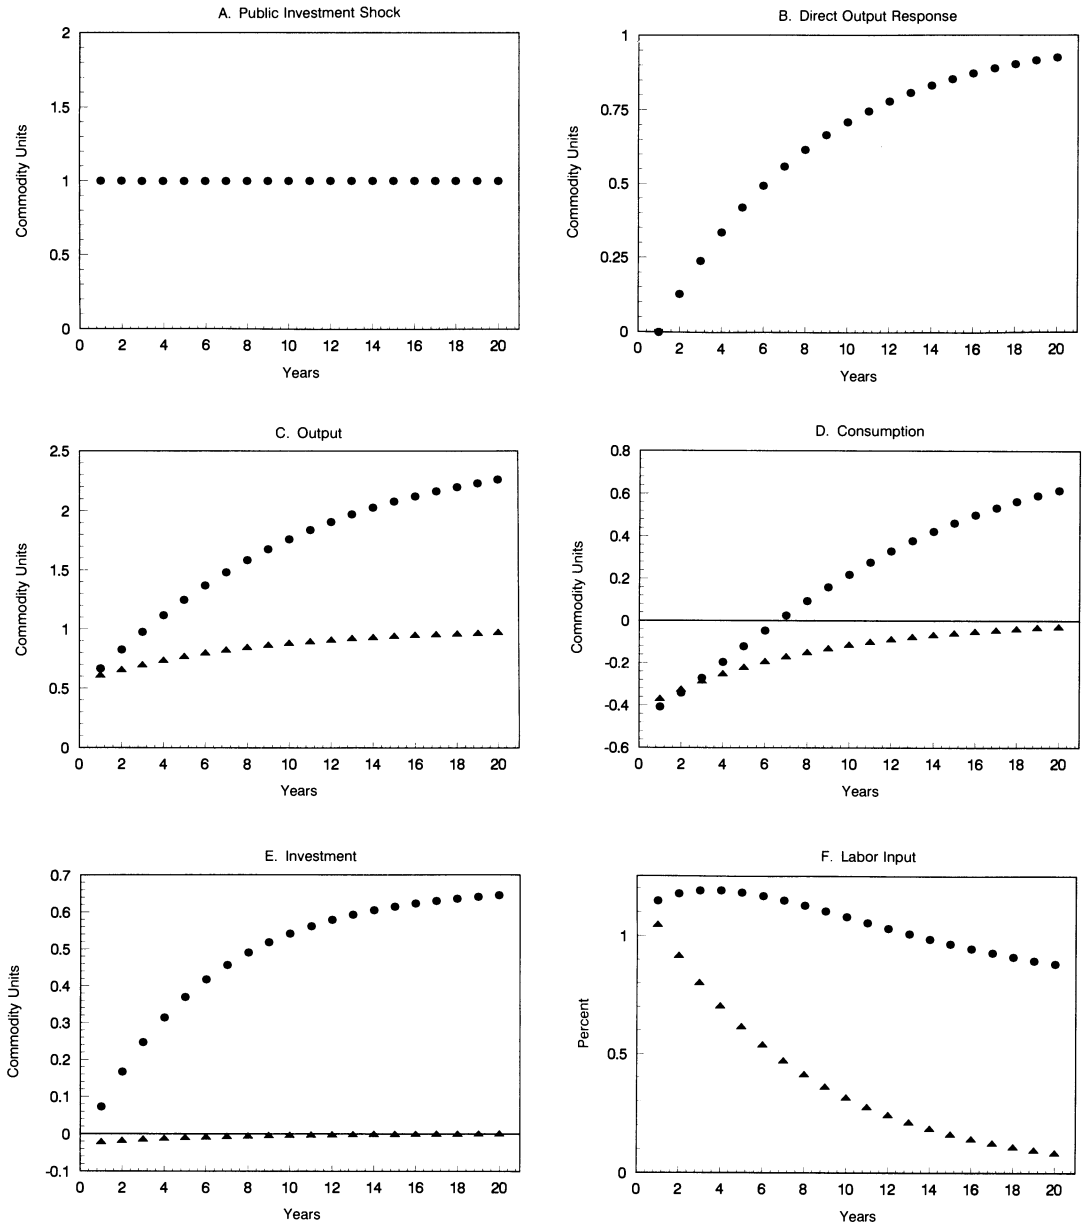 A. Public Investment Shock
2
1.5
1
0.5
0
Commodity Units
0 2 4 6 8 10 12 14 16 18 20
Years
B. Direct Output Response
1
0.75
0.5
0.25
0
Commodity Units
0 2 4 6 8 10 12 14 16 18 20
Years
C. Output
2.5
2
1.5
1
0.5
0
Commodity Units
0 2 4 6 8 10 12 14 16 18 20
Years
D. Consumption
0.8
0.6
0.4
0.2
0
-0.2
-0.4
-0.6
Commodity Units
0 2 4 6 8 10 12 14 16 18 20
Years
E. Investment
0.7
0.6
0.5
0.4
0.3
0.2
0.1
0
-0.1
Commodity Units
0 2 4 6 8 10 12 14 16 18 20
Years
F. Labor Input
1
0.5
0
Percent
0 2 4 6 8 10 12 14 16 18 20
Years